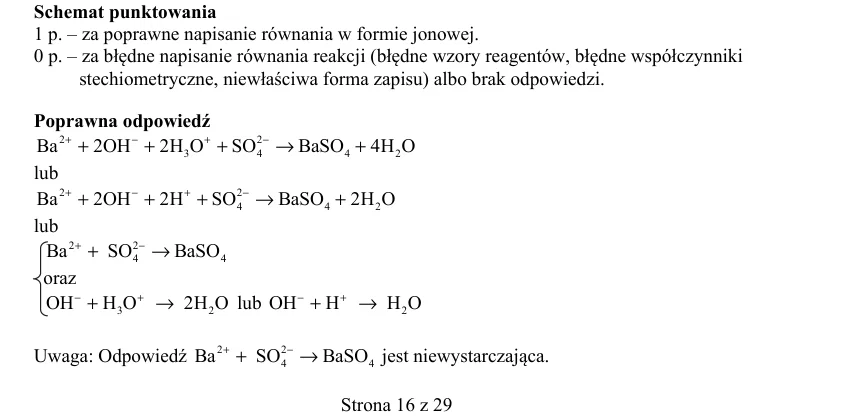 Schemat punktowania
1 p. – za poprawne napisanie równania w formie jonowej.
0 p. – za błędne napisanie równania reakcji (błędne wzory reagentów, błędne współczynniki
stechiometryczne, niewłaściwa forma zapisu) albo brak odpowiedzi.
Poprawna odpowiedź
Ba²⁺ + 2OH⁻ + 2H₃O⁺ + SO₄²⁻ → BaSO₄ + 4H₂O
lub
Ba²⁺ + 2OH⁻ + 2H⁺ + SO₄²⁻ → BaSO₄ + 2H₂O
lub
Ba²⁺ + SO₄²⁻ → BaSO₄
oraz
OH⁻ + H₃O⁺ → 2H₂O lub OH⁻ + H⁺ → H₂O
Uwaga: Odpowiedź Ba²⁺ + SO₄²⁻ → BaSO₄ jest niewystarczająca.
Strona 16 z 29